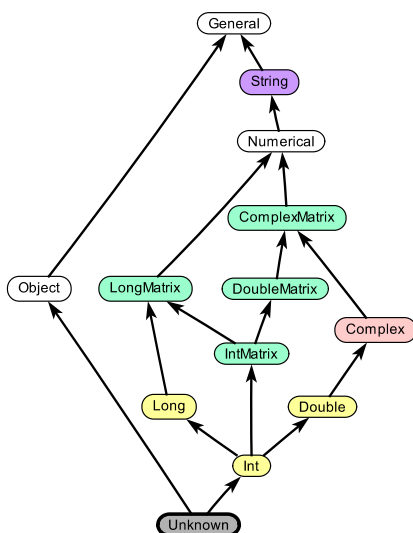 General
String
Numerical
ComplexMatrix
Object
LongMatrix
DoubleMatrix
Complex
IntMatrix
Long
Double
Int
Unknown